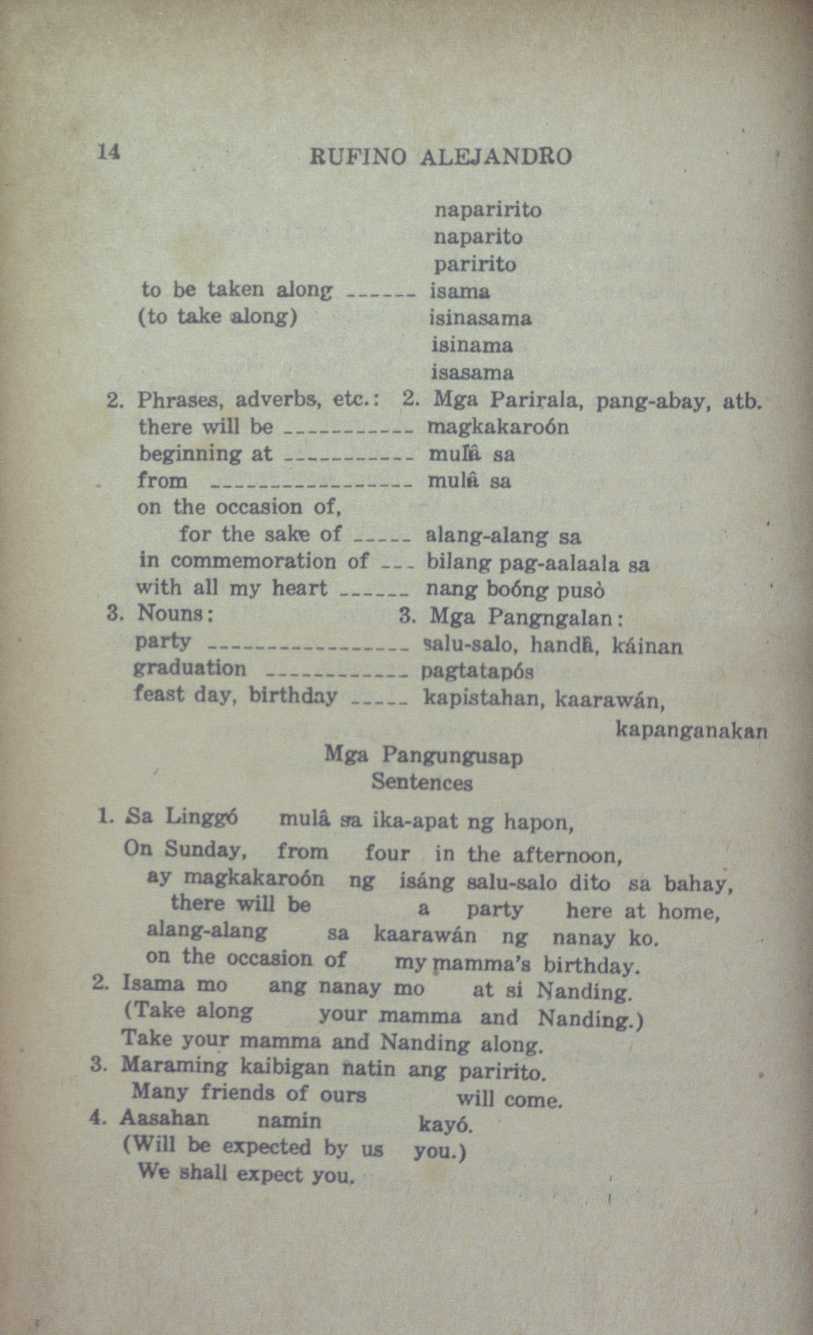 14 RUFINO ALEJANDRO
naparirito
naparito
paririto
to be taken along ------ isama
(to take along) isinasama
isinama
isasama
2. Phrases, adverbs, etc.: 2. Mga Parirala, pang-abay, atb.
there will be ----------- magkakaroón
beginning at ----------- mulâ sa
from ----------------- mulâ sa
on the occasion of,
for the sake of ----- alang-alang sa
in commemoration of --- bilang pag-aalaala sa
with all my heart ------ nang boóng pusò
3. Nouns: 3. Mga Pangngalan:
party ----------------- salu-salo, handâ, káinan
graduation ------------ pagtatapós
feast day, birthday ----- kapistahan, kaarawán,
kapanganakan
Mga Pangungusap
Sentences
1. Sa Linggó mulâ sa ika-apat ng hapon,
On Sunday, from four in the afternoon,
ay magkakaroón ng isáng salu-salo dito sa bahay,
there will be a party here at home,
alang-alang sa kaarawán ng nanay ko.
on the occasion of my mamma's birthday.
2. Isama mo ang nanay mo at si Nanding.
(Take along your mamma and Nanding.)
Take your mamma and Nanding along.
3. Maraming kaibigan natin ang paririto.
Many friends of ours will come.
4. Aasahan namin kayó.
(Will be expected by us you.)
We shall expect you.